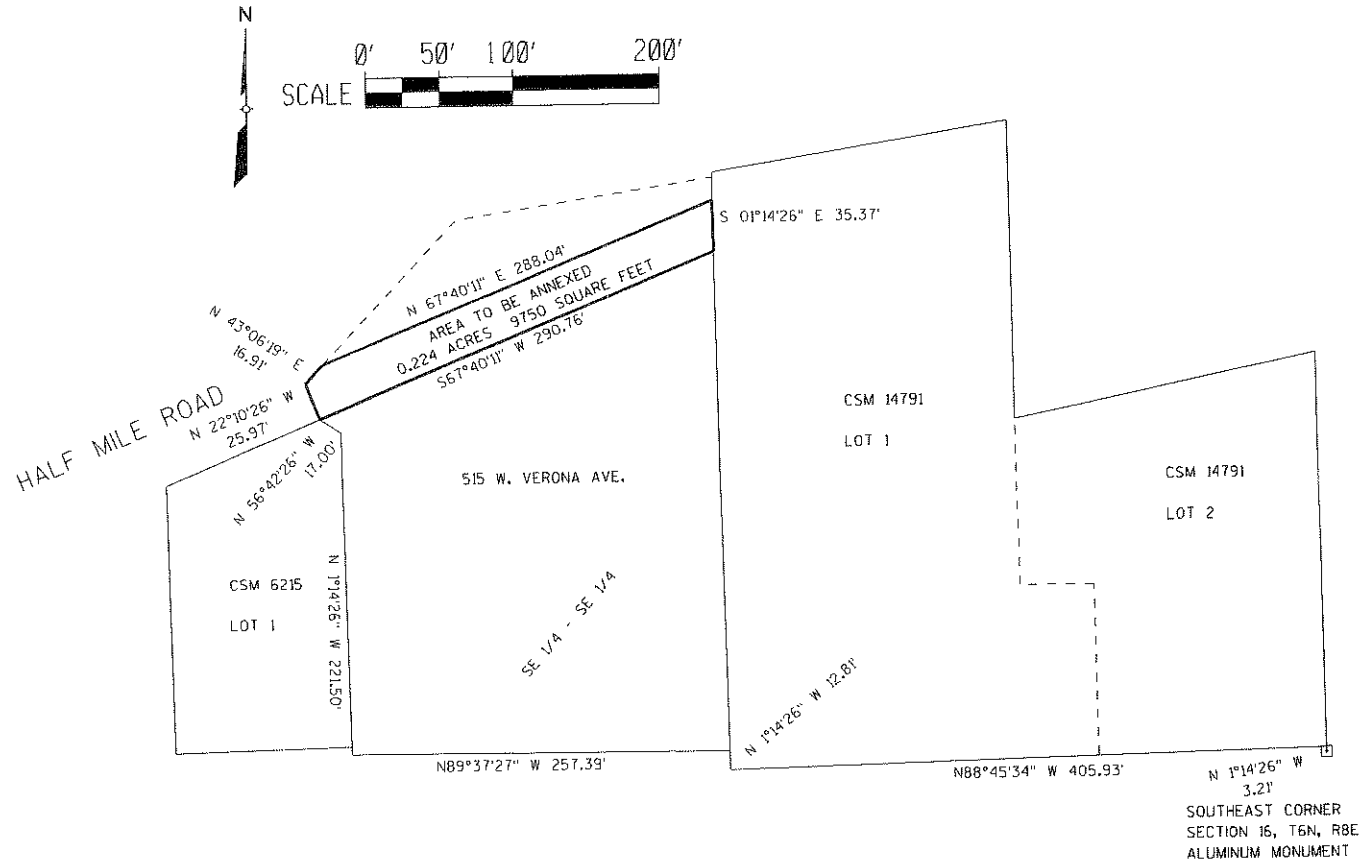 N
0' 50' 100' 200'
SCALE
S 01°14'26" E 35.37'
N 67°40'11" E 288.04'
AREA TO BE ANNEXED
0.224 ACRES 9750 SQUARE FEET
S67°40'11" W 290.76'
N 43°06'19" E
16.91'
HALF MILE ROAD
N 22°10'26" W
25.97'
N 56°42'26" W
17.00'
515 W. VERONA AVE.
CSM 14791
LOT 1
CSM 14791
LOT 2
CSM 6215
LOT 1
N 1°14'26" W 221.50'
SE 1/4 - SE 1/4
N 1°14'26" W 12.81'
N89°37'27" W 257.39'
N88°45'34" W 405.93'
N 1°14'26" W
3.21'
SOUTHEAST CORNER
SECTION 16, T6N, R8E
ALUMINUM MONUMENT